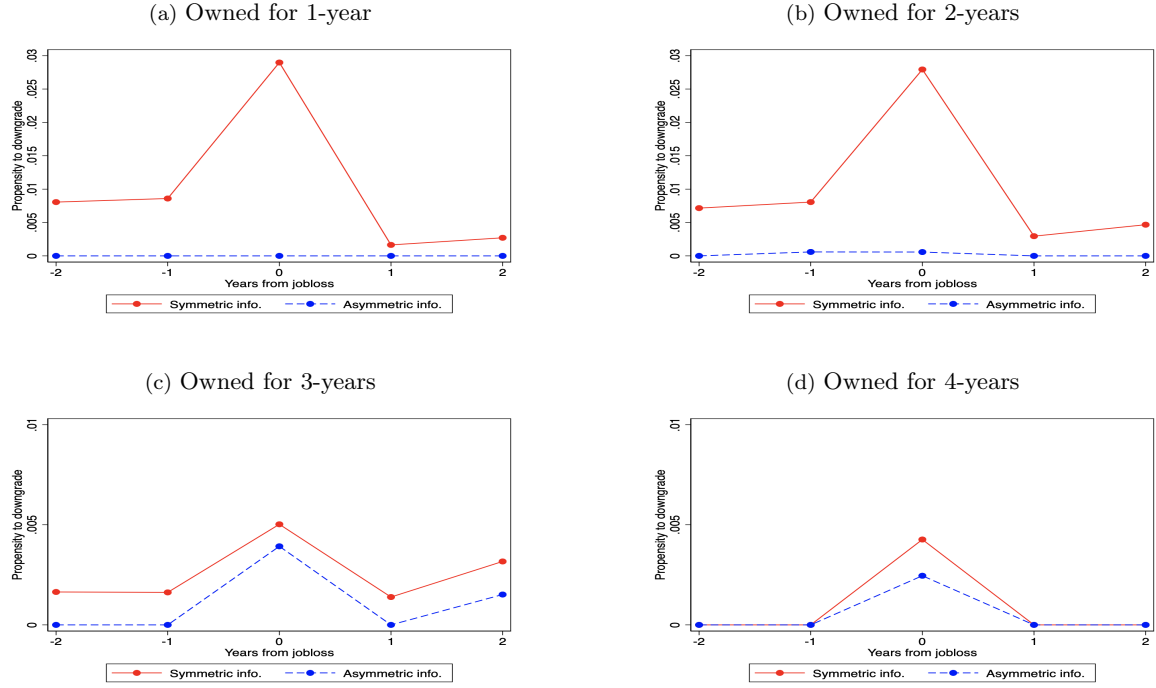 (a) Owned for 1-year
Propensity to downgrade
0 .005 .01 .015 .02 .025 .03
-2 -1 0 1 2
Years from jobloss
Symmetric info. Asymmetric info.
(b) Owned for 2-years
Propensity to downgrade
0 .005 .01 .015 .02 .025 .03
-2 -1 0 1 2
Years from jobloss
Symmetric info. Asymmetric info.
(c) Owned for 3-years
Propensity to downgrade
0 .005 .01
-2 -1 0 1 2
Years from jobloss
Symmetric info. Asymmetric info.
(d) Owned for 4-years
Propensity to downgrade
0 .005 .01
-2 -1 0 1 2
Years from jobloss
Symmetric info. Asymmetric info.